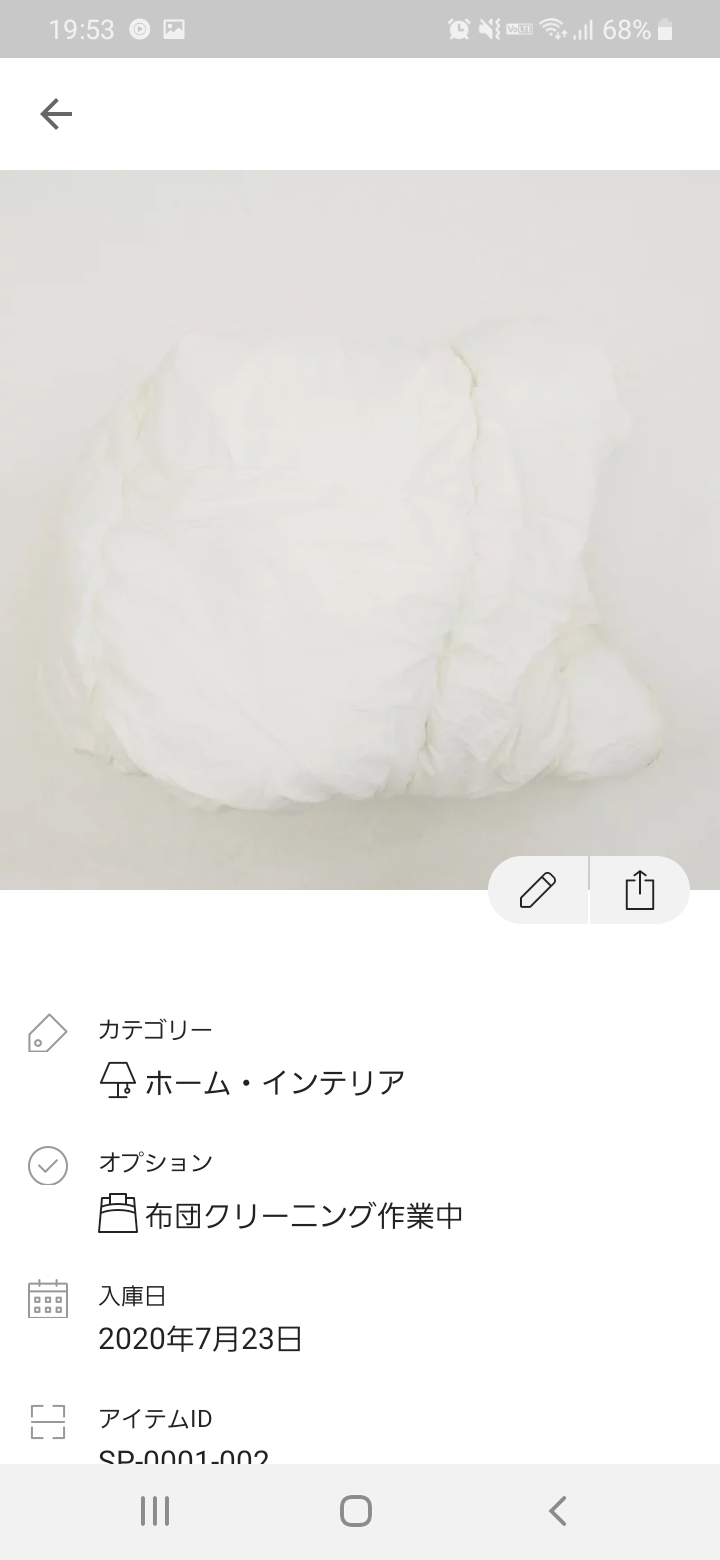 19:53 VoLTE 68%
カテゴリー
ホーム・インテリア
オプション
布団クリーニング作業中
入庫日
2020年7月23日
アイテムID
SP-0001-002